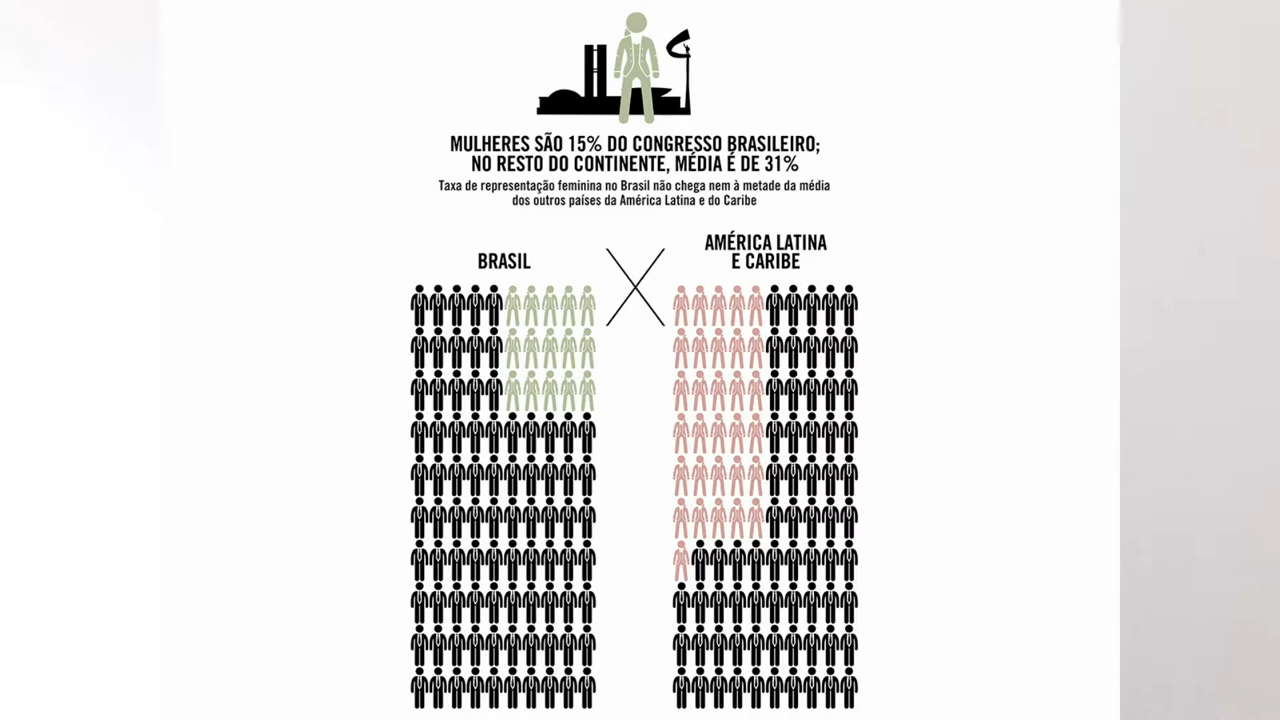 MULHERES SÃO 15% DO CONGRESSO BRASILEIRO;
NO RESTO DO CONTINENTE, MÉDIA É DE 31%
Taxa de representação feminina no Brasil não chega nem à metade da média
dos outros países da América Latina e do Caribe
BRASIL
AMÉRICA LATINA
E CARIBE